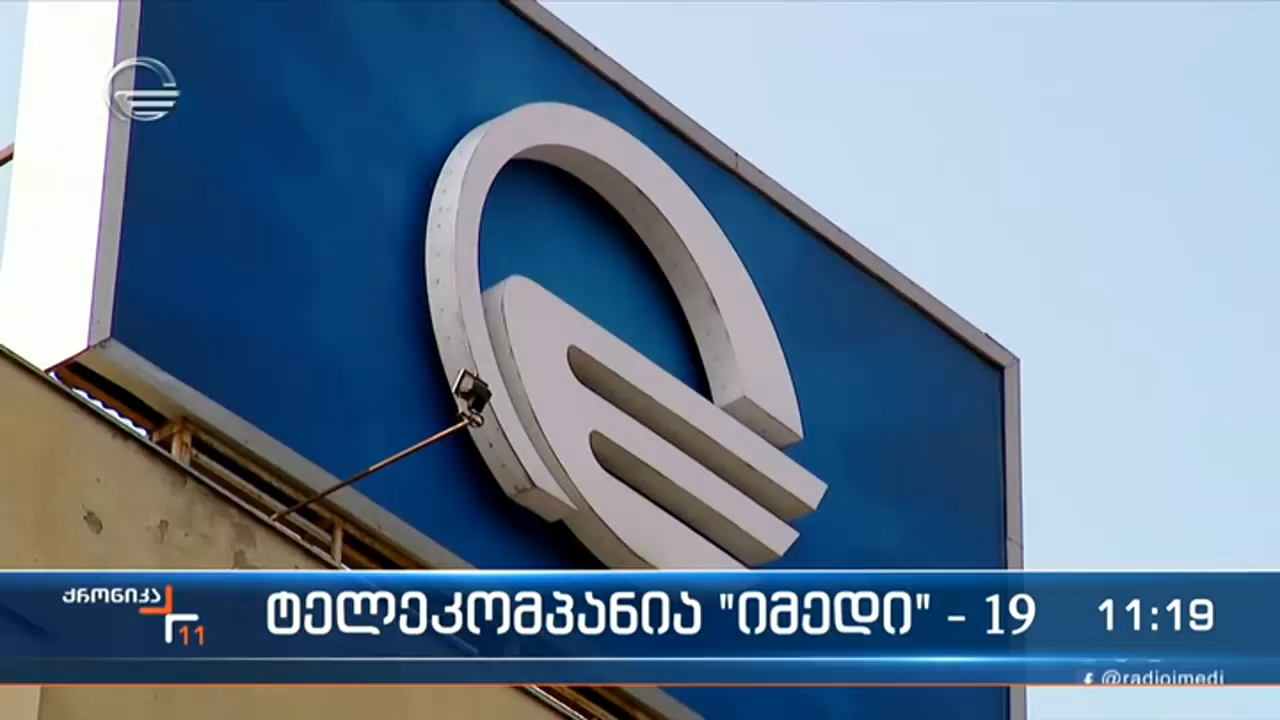 ქრონიკა
11
ტელეკომპანია "იმედი" - 19
11:19
@radioimedi